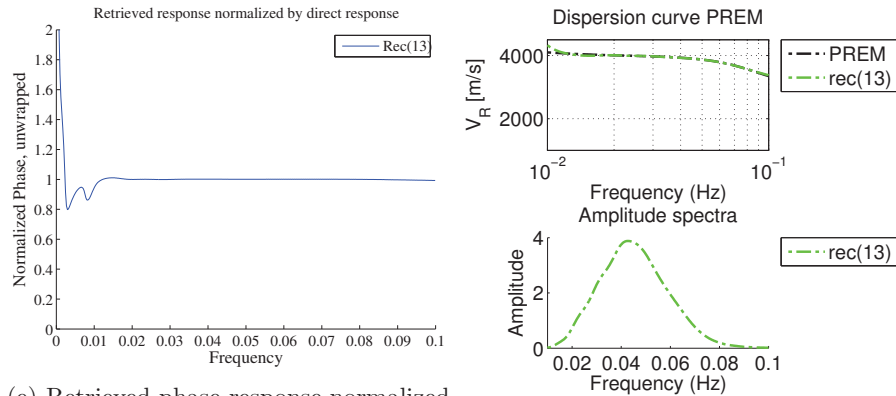 Retrieved response normalized by direct response
Normalized Phase, unwrapped
2
1.8
1.6
1.4
1.2
1
0.8
0.6
0.4
0.2
0
Rec(13)
0 0.01 0.02 0.03 0.04 0.05 0.06 0.07 0.08 0.09 0.1
Frequency
(c) Retrieved phase response normalized
Dispersion curve PREM
V_R [m/s]
4000
2000
PREM
rec(13)
10^-2 10^-1
Frequency (Hz)
Amplitude spectra
Amplitude
4
2
0
rec(13)
0.02 0.04 0.06 0.08 0.1
Frequency (Hz)